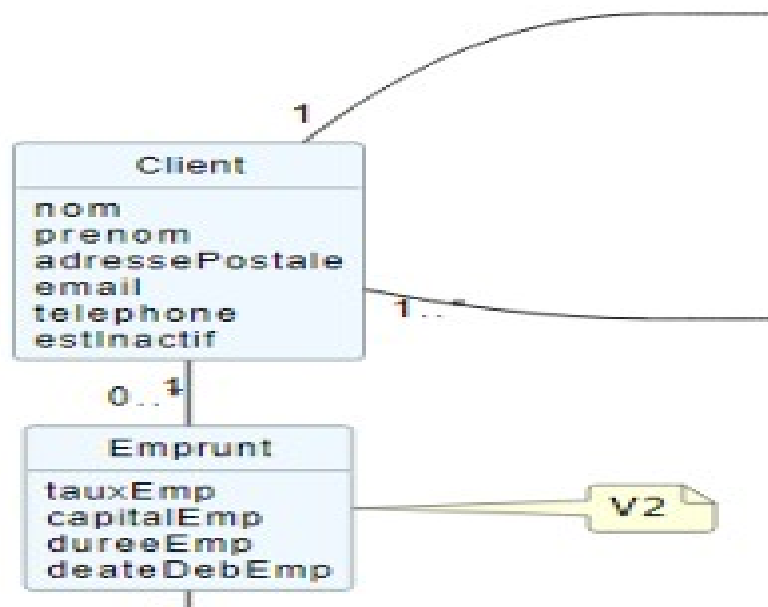 1
Client
nom
prenom
adressePostale
email
telephone
estInactif
1..*
1
0..*
Emprunt
tauxEmp
capitalEmp
dureeEmp
deateDebEmp
V2